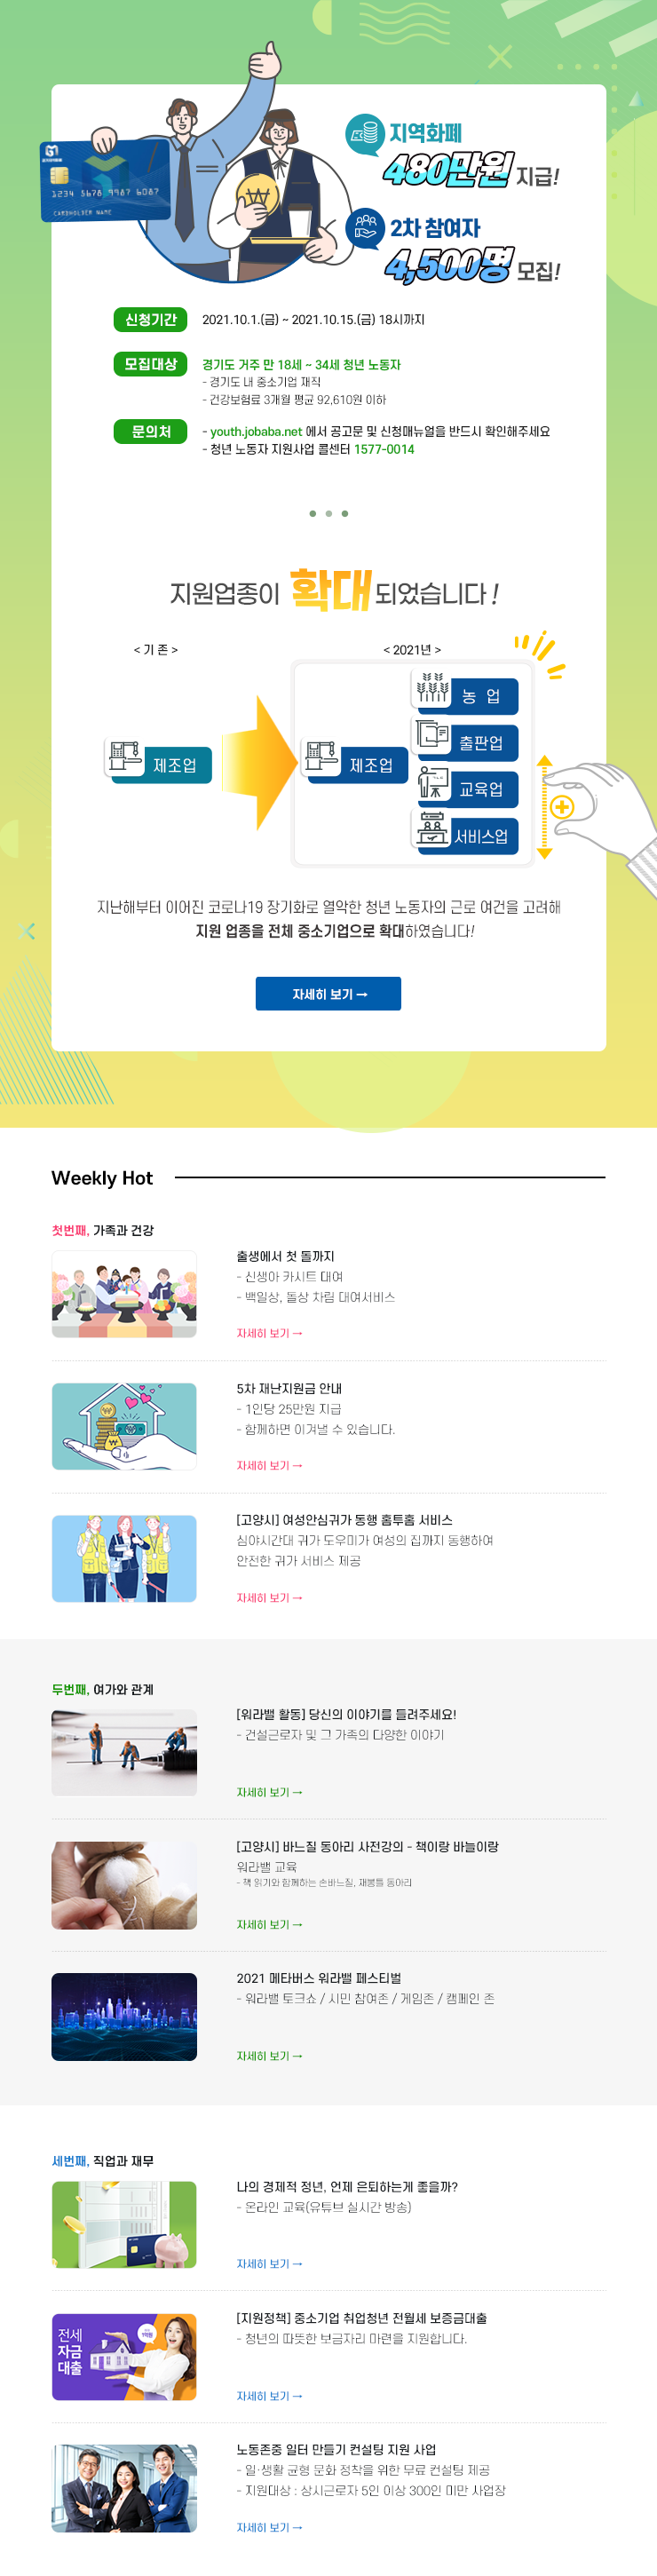 지역화폐
480만원 지급!
2차 참여자
4,500명 모집!
1234 5678 9987 6087
CARDHOLDER NAME
신청기간
2021.10.1.(금) ~ 2021.10.15.(금) 18시까지
모집대상
경기도 거주 만 18세 ~ 34세 청년 노동자
- 경기도 내 중소기업 재직
- 건강보험료 3개월 평균 92,610원 이하
문의처
- youth.jobaba.net 에서 공고문 및 신청매뉴얼을 반드시 확인해주세요
- 청년 노동자 지원사업 콜센터 1577-0014
지원업종이 확대 되었습니다!
< 기 존 >
< 2021년 >
제조업
제조업
농 업
출판업
교육업
서비스업
지난해부터 이어진 코로나19 장기화로 열악한 청년 노동자의 근로 여건을 고려해
지원 업종을 전체 중소기업으로 확대하였습니다!
자세히 보기 →
Weekly Hot
첫번째, 가족과 건강
출생에서 첫 돌까지
- 신생아 카시트 대여
- 백일상, 돌상 차림 대여서비스
자세히 보기 →
5차 재난지원금 안내
- 1인당 25만원 지급
- 함께하면 이겨낼 수 있습니다.
자세히 보기 →
[고양시] 여성안심귀가 동행 홈투홈 서비스
심야시간대 귀가 도우미가 여성의 집까지 동행하여
안전한 귀가 서비스 제공
자세히 보기 →
두번째, 여가와 관계
[워라밸 활동] 당신의 이야기를 들려주세요!
- 건설근로자 및 그 가족의 다양한 이야기
자세히 보기 →
[고양시] 바느질 동아리 사전강의 - 책이랑 바늘이랑
워라밸 교육
- 책 읽기와 함께하는 손바느질, 재봉틀 동아리
자세히 보기 →
2021 메타버스 워라밸 페스티벌
- 워라밸 토크쇼 / 시민 참여존 / 게임존 / 캠페인 존
자세히 보기 →
세번째, 직업과 재무
나의 경제적 정년, 언제 은퇴하는게 좋을까?
- 온라인 교육(유튜브 실시간 방송)
자세히 보기 →
전세
자금
대출
[지원정책] 중소기업 취업청년 전월세 보증금대출
- 청년의 따뜻한 보금자리 마련을 지원합니다.
자세히 보기 →
노동존중 일터 만들기 컨설팅 지원 사업
- 일·생활 균형 문화 정착을 위한 무료 컨설팅 제공
- 지원대상 : 상시근로자 5인 이상 300인 미만 사업장
자세히 보기 →